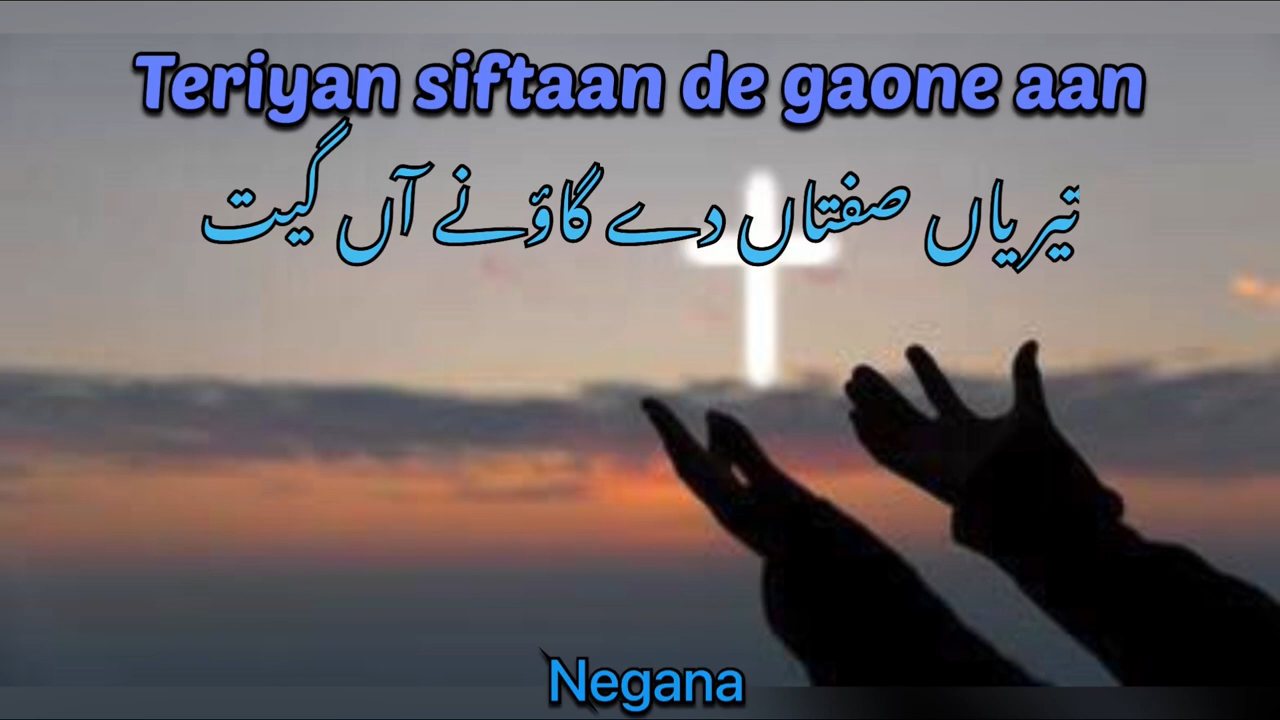 Teriyan siftaan de gaone aan
تیریاں صفتاں دے گاؤنے آں گیت
Negana